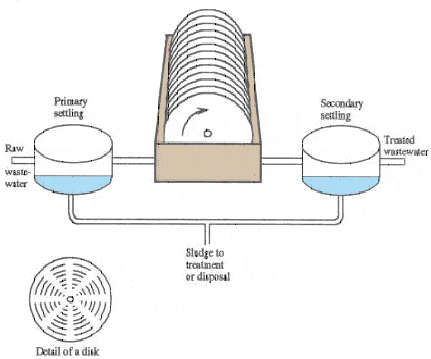 Primary
settling
Secondary
settling
Raw
waste-
water
Treated
wastewater
Sludge to
treatment
or disposal
Detail of a disk